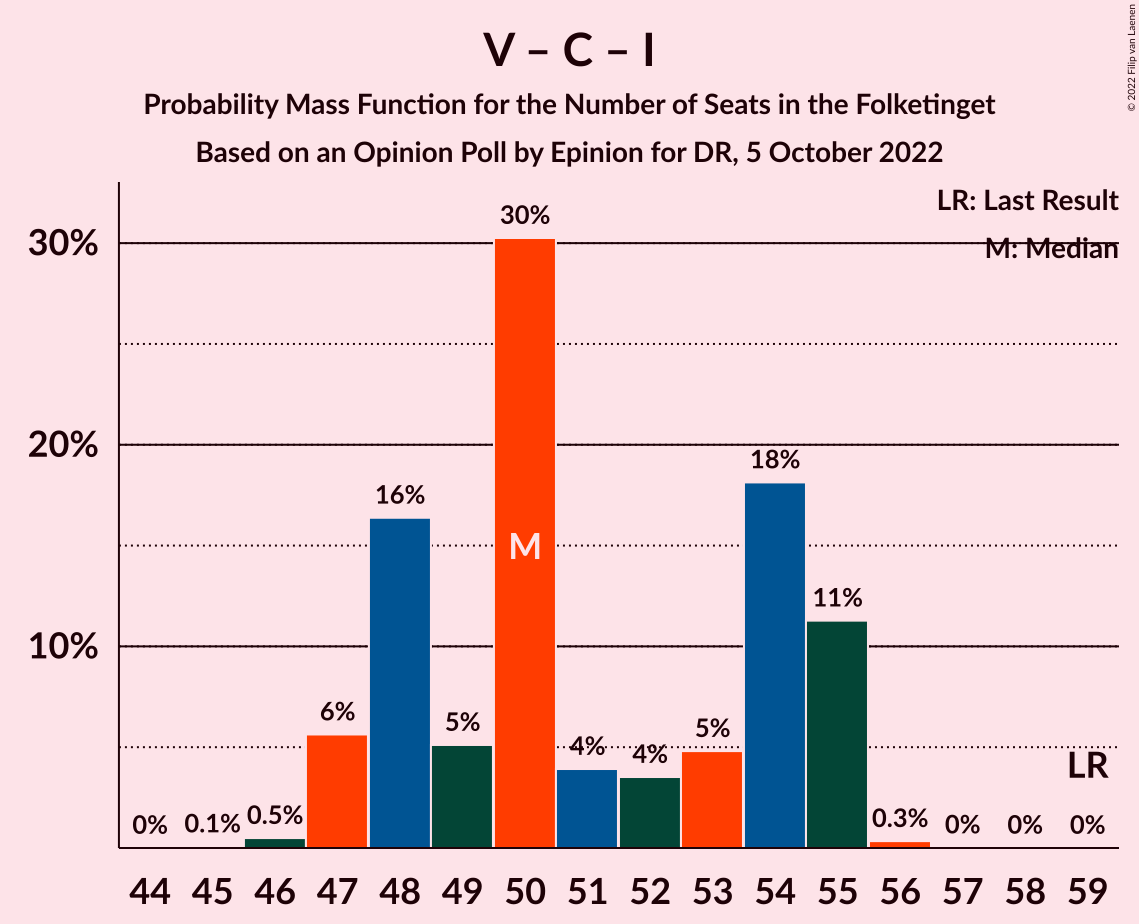 V – C – I
Probability Mass Function for the Number of Seats in the Folketinget
Based on an Opinion Poll by Epinion for DR, 5 October 2022
© 2022 Filip van Laenen
LR: Last Result
M: Median
30%
20%
10%
0%
0.1%
0.5%
6%
16%
5%
30%
4%
4%
5%
18%
11%
0.3%
0%
0%
0%
M
LR
44 45 46 47 48 49 50 51 52 53 54 55 56 57 58 59